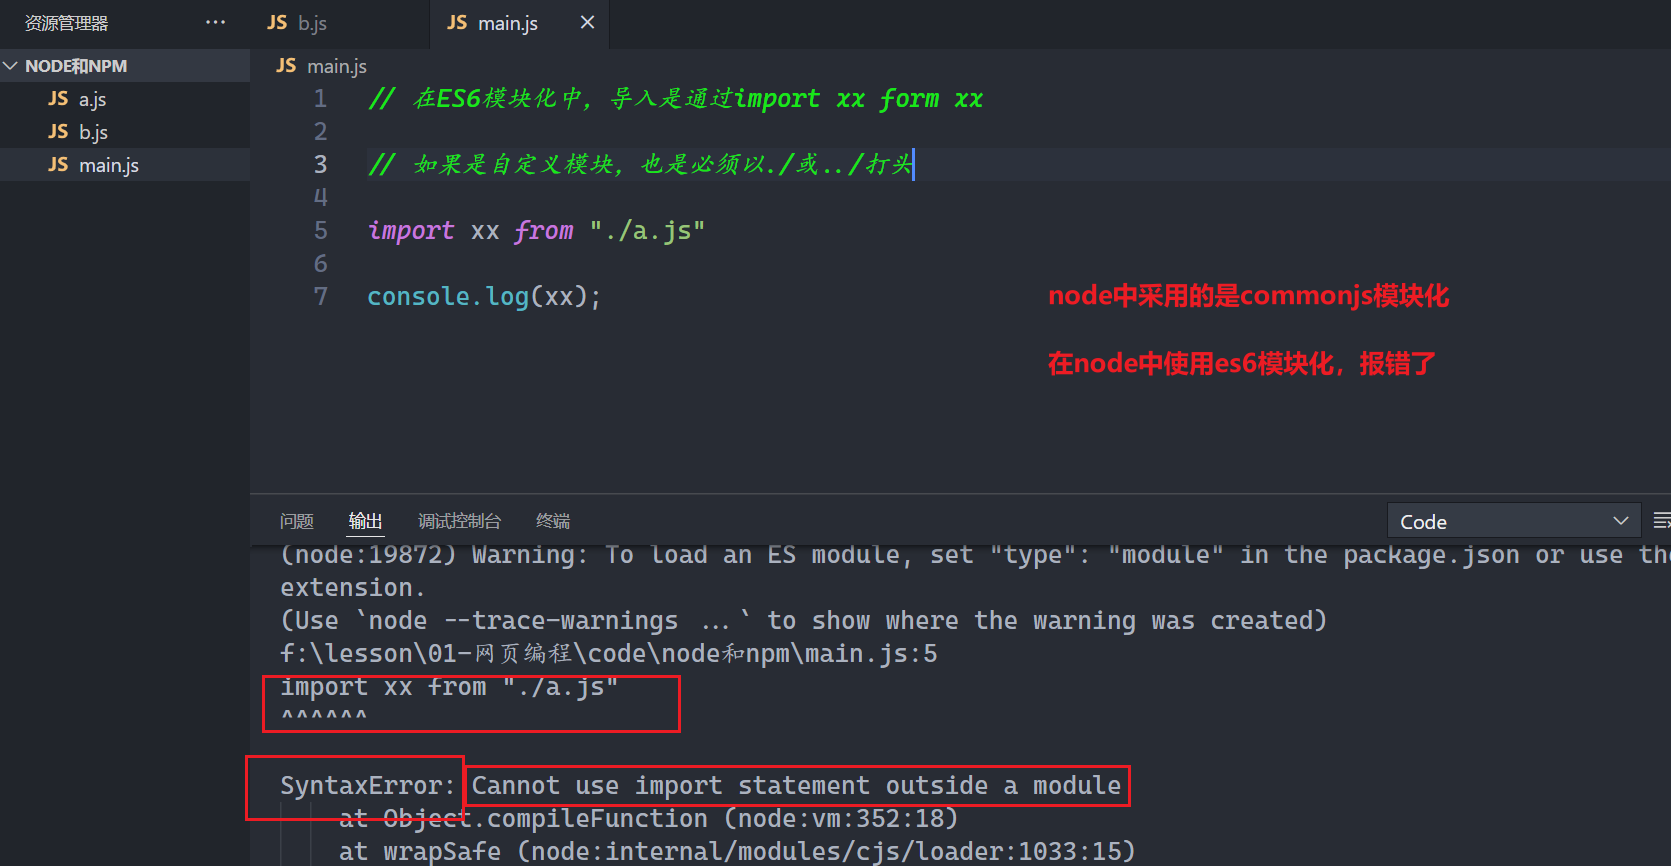 资源管理器 ···
JS b.js
JS main.js ×
NODE和NPM
JS a.js
JS b.js
JS main.js
JS main.js
1 // 在ES6模块化中，导入是通过import xx form xx
2
3 // 如果是自定义模块，也是必须以./或../打头
4
5 import xx from "./a.js"
6
7 console.log(xx);
node中采用的是commonjs模块化
在node中使用es6模块化，报错了
问题 输出 调试控制台 终端
Code
(node:19872) Warning: To load an ES module, set "type": "module" in the package.json or use the
extension.
(Use `node --trace-warnings ...` to show where the warning was created)
f:\lesson\01-网页编程\code\node和npm\main.js:5
import xx from "./a.js"
^^^^^^
SyntaxError: Cannot use import statement outside a module
at Object.compileFunction (node:vm:352:18)
at wrapSafe (node:internal/modules/cjs/loader:1033:15)